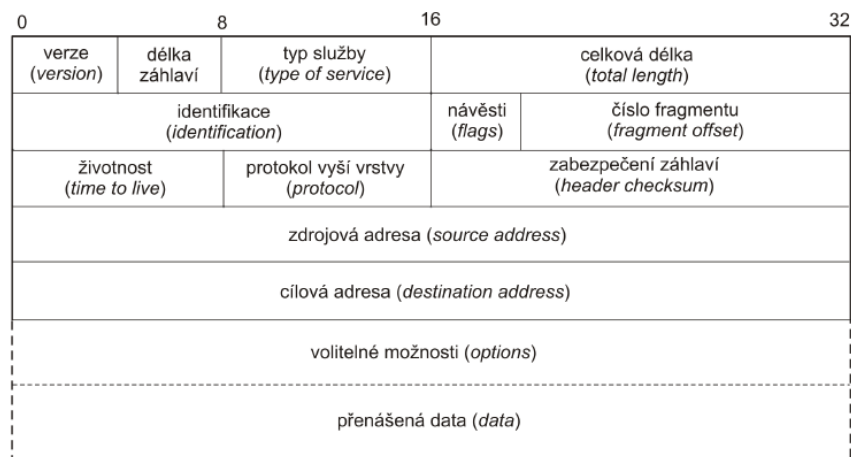 0 8 16 32
verze délka typ služby celková délka
(version) záhlaví (type of service) (total length)
identifikace návěsti číslo fragmentu
(identification) (flags) (fragment offset)
životnost protokol vyší vrstvy zabezpečení záhlaví
(time to live) (protocol) (header checksum)
zdrojová adresa (source address)
cílová adresa (destination address)
volitelné možnosti (options)
přenášená data (data)